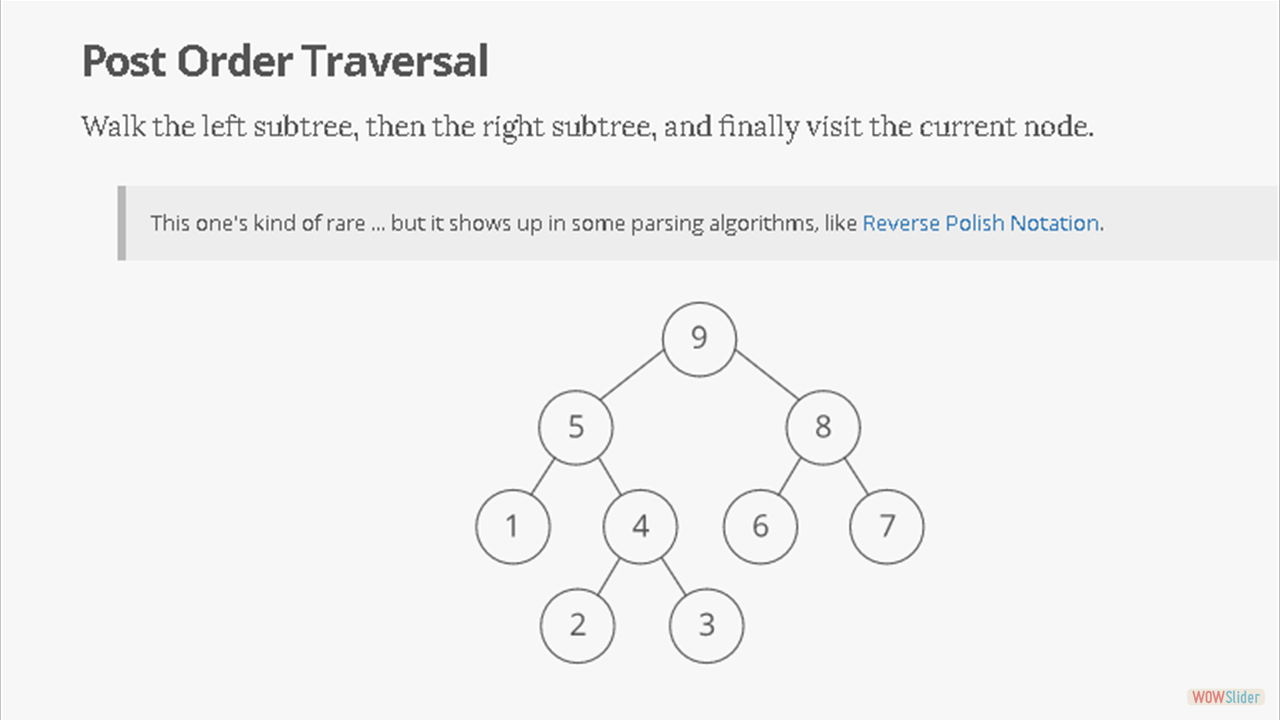 Post Order Traversal
Walk the left subtree, then the right subtree, and finally visit the current node.
This one's kind of rare ... but it shows up in some parsing algorithms, like Reverse Polish Notation.
9
5 8
1 4 6 7
2 3
WOWSlider